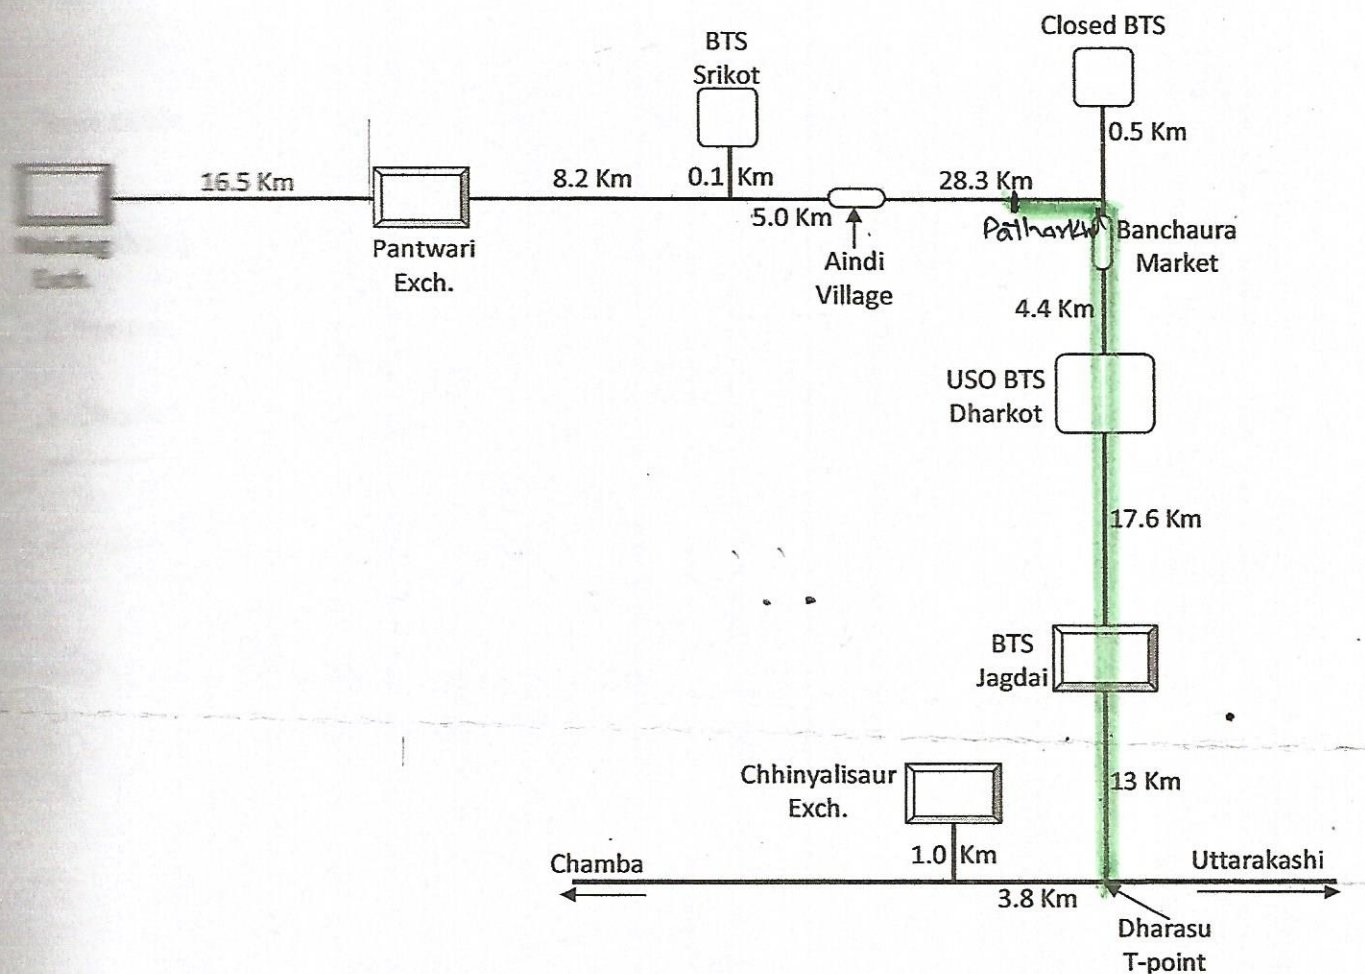 Closed BTS
BTS
Srikot
0.5 Km
16.5 Km
8.2 Km
0.1 Km
28.3 Km
5.0 Km
Banchaura
Market
Pantwari
Exch.
Aindi
Village
4.4 Km
USO BTS
Dharkot
17.6 Km
BTS
Jagdai
Chhinyalisaur
Exch.
13 Km
1.0 Km
Chamba
Uttarakashi
3.8 Km
Dharasu
T-point
Exch.